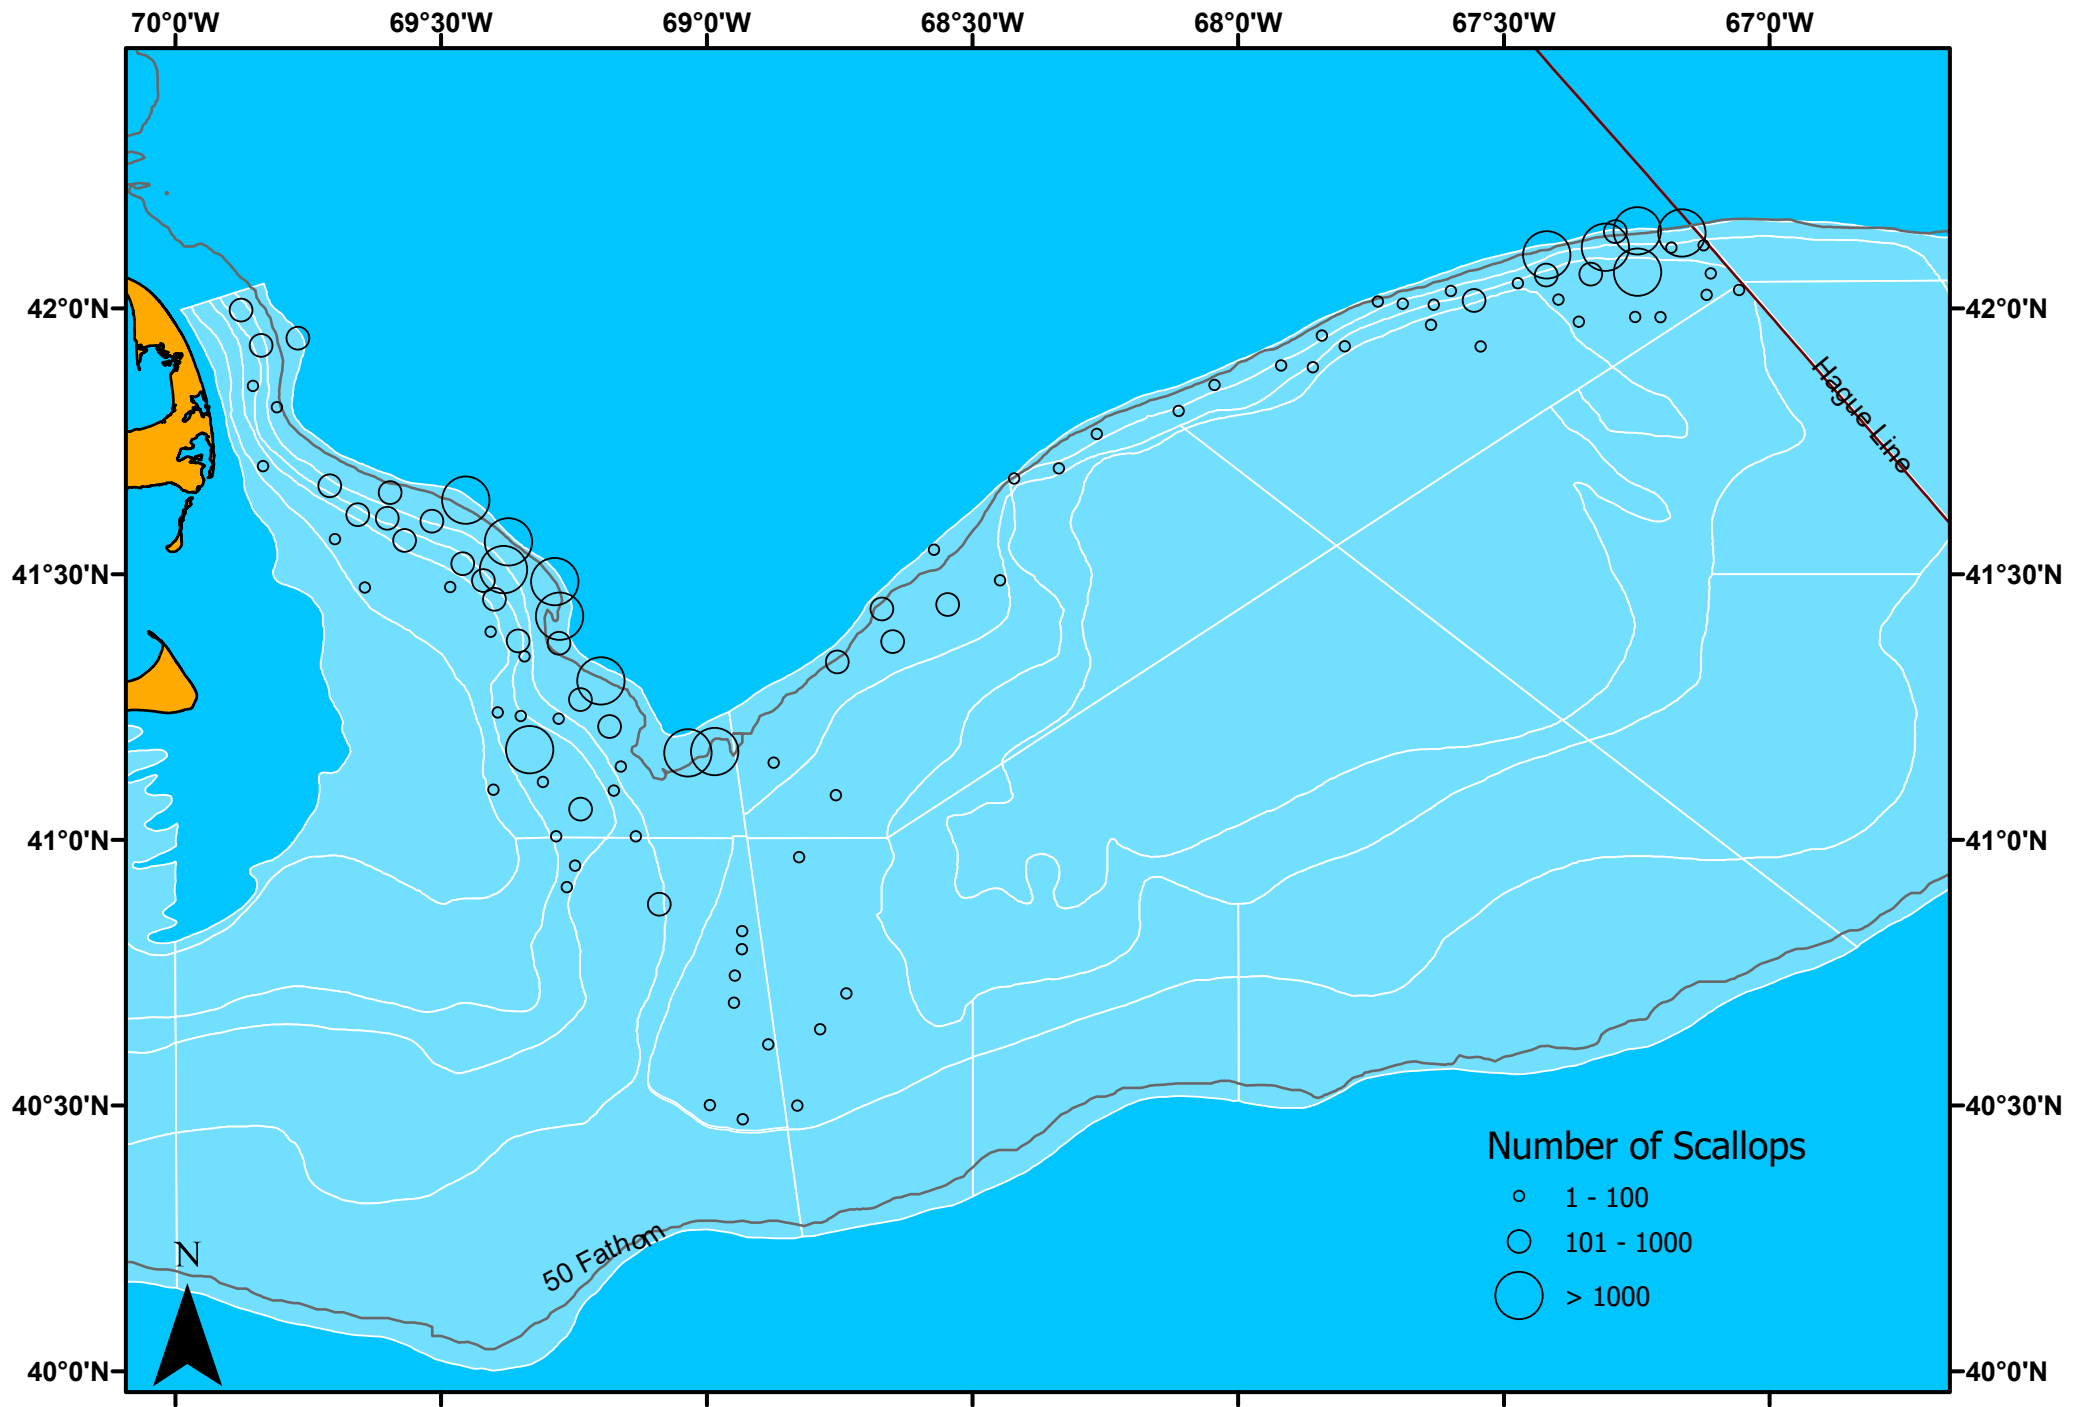 70°0'W 69°30'W 69°0'W 68°30'W 68°0'W 67°30'W 67°0'W
42°0'N 42°0'N
Hague Line
41°30'N 41°30'N
41°0'N 41°0'N
40°30'N 40°30'N
Number of Scallops
1 - 100
101 - 1000
> 1000
50 Fathom
N
40°0'N 40°0'N